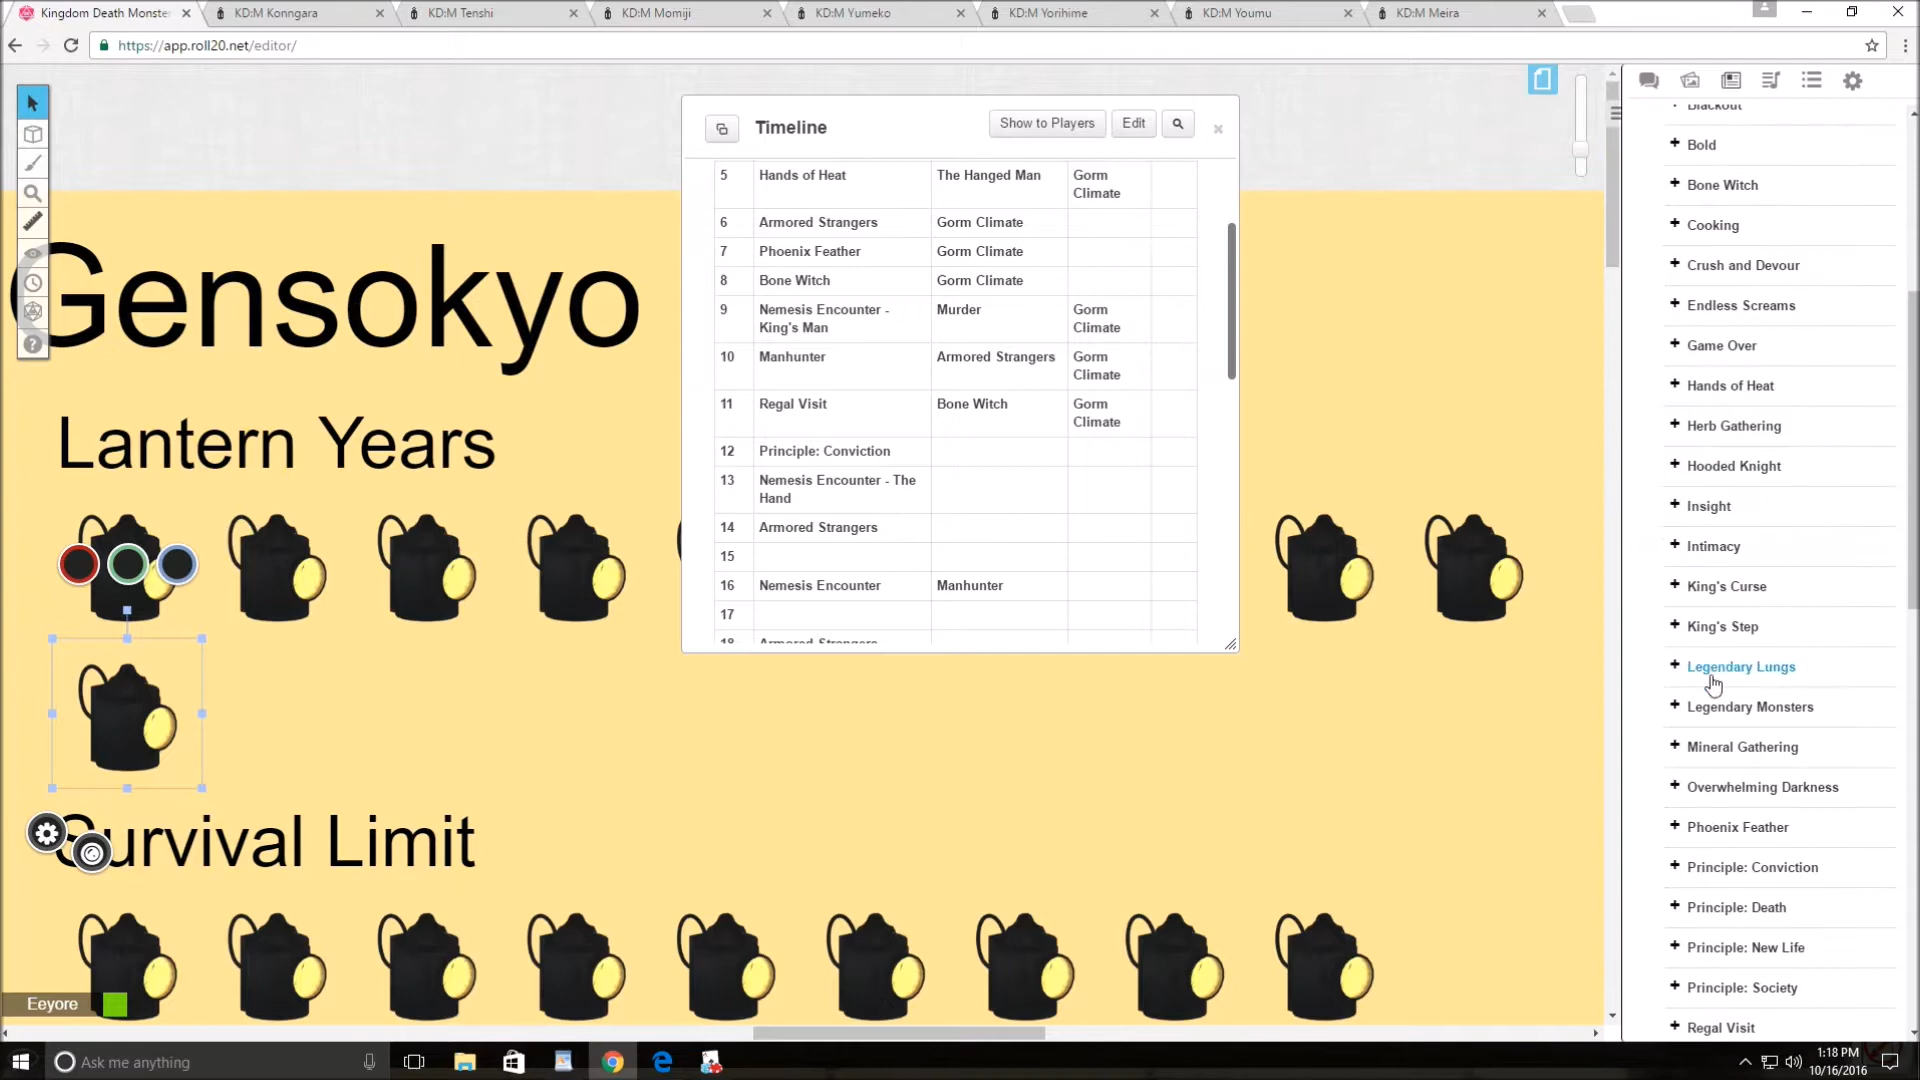 Kingdom Death Monster
KD:M Konngara
KD:M Tenshi
KD:M Momiji
KD:M Yumeko
KD:M Yorihime
KD:M Youmu
KD:M Meira
https://app.roll20.net/editor/
Gensokyo
Lantern Years
Survival Limit
Eeyore
Timeline
Show to Players
Edit
5 Hands of Heat The Hanged Man Gorm
Climate
6 Armored Strangers Gorm Climate
7 Phoenix Feather Gorm Climate
8 Bone Witch Gorm Climate
9 Nemesis Encounter - Murder Gorm
King's Man Climate
10 Manhunter Armored Strangers Gorm
Climate
11 Regal Visit Bone Witch Gorm
Climate
12 Principle: Conviction
13 Nemesis Encounter - The
Hand
14 Armored Strangers
15
16 Nemesis Encounter Manhunter
17
18 Armored Strangers
Blackout
Bold
Bone Witch
Cooking
Crush and Devour
Endless Screams
Game Over
Hands of Heat
Herb Gathering
Hooded Knight
Insight
Intimacy
King's Curse
King's Step
Legendary Lungs
Legendary Monsters
Mineral Gathering
Overwhelming Darkness
Phoenix Feather
Principle: Conviction
Principle: Death
Principle: New Life
Principle: Society
Regal Visit
Ask me anything
1:18 PM
10/16/2016